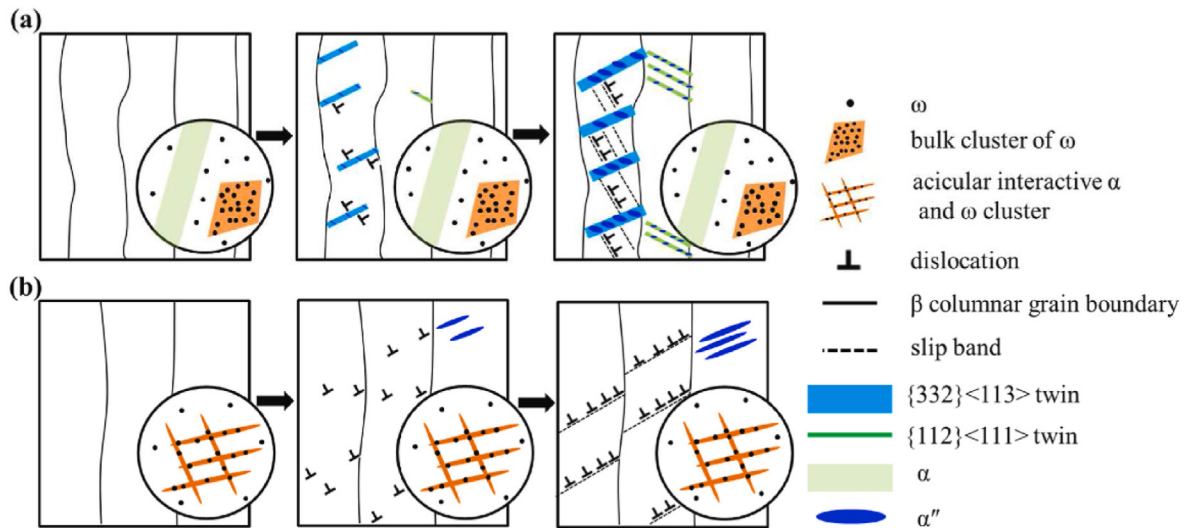 (a)
ω
bulk cluster of ω
acicular interactive α
and ω cluster
dislocation
(b)
β columnar grain boundary
slip band
{332}<113> twin
{112}<111> twin
α
α″